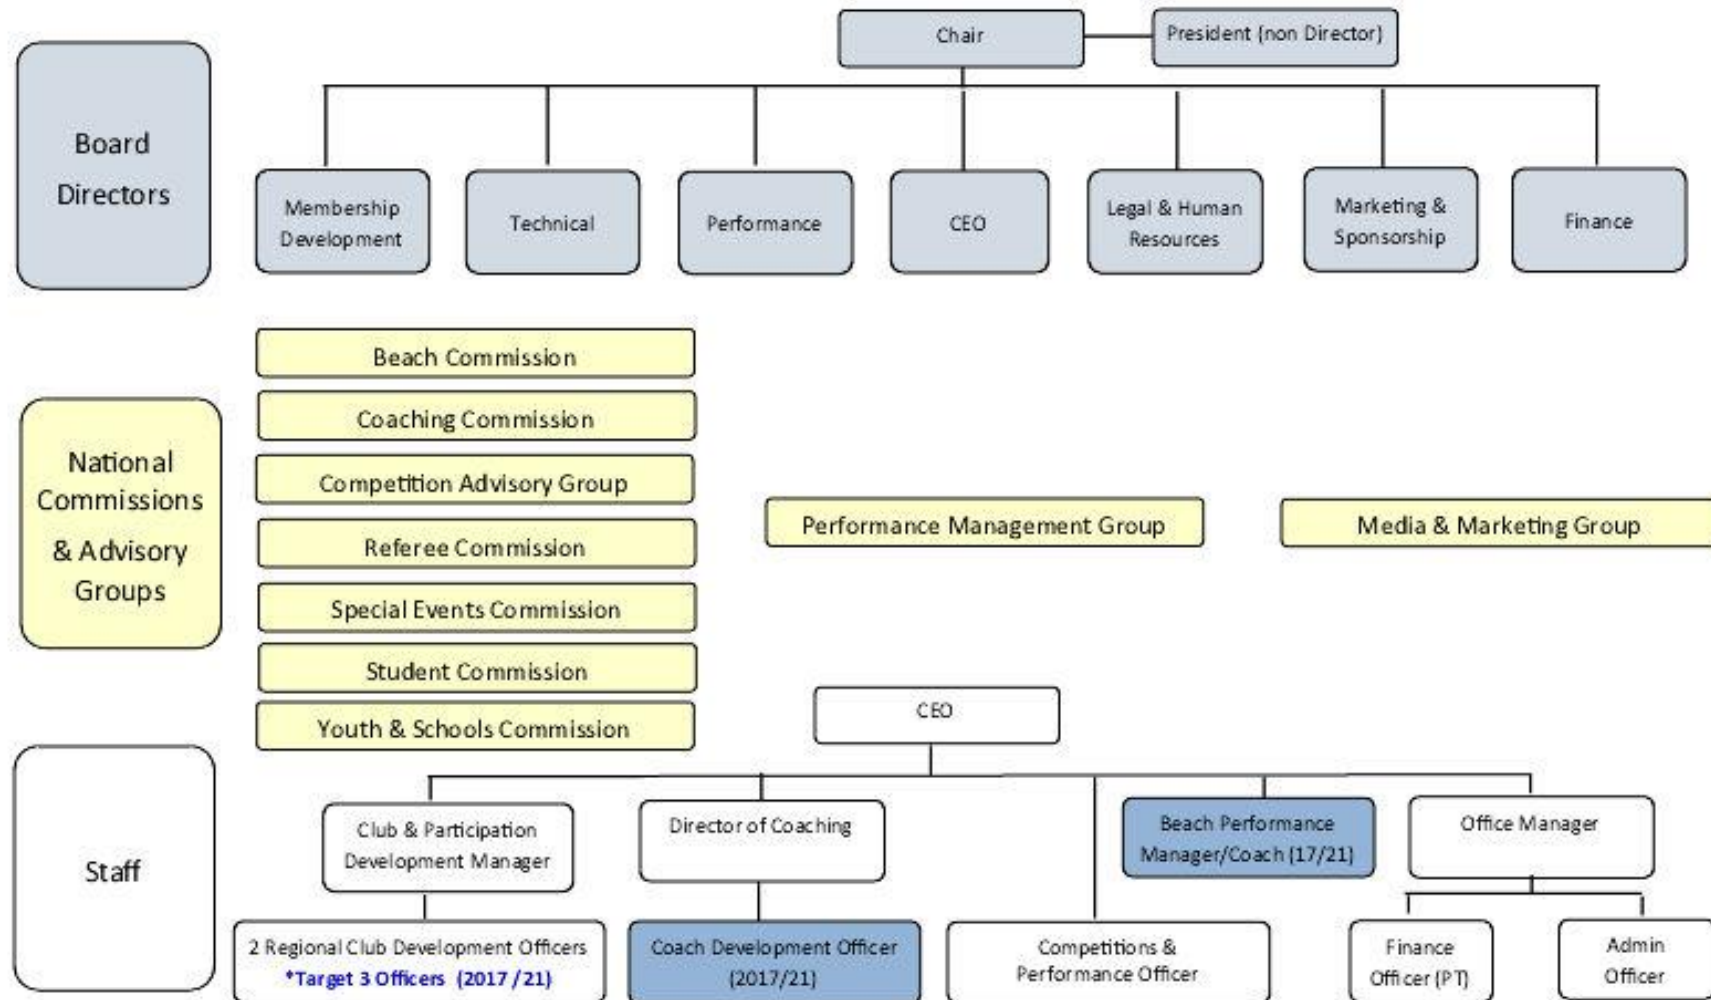 Chair
President (non Director)
Board
Directors
Membership
Development
Technical
Performance
CEO
Legal & Human
Resources
Marketing &
Sponsorship
Finance
National
Commissions
& Advisory
Groups
Beach Commission
Coaching Commission
Competition Advisory Group
Referee Commission
Special Events Commission
Student Commission
Youth & Schools Commission
Performance Management Group
Media & Marketing Group
Staff
CEO
Club & Participation
Development Manager
Director of Coaching
Beach Performance
Manager/Coach (17/21)
Office Manager
2 Regional Club Development Officers
*Target 3 Officers (2017/21)
Coach Development Officer
(2017/21)
Competitions &
Performance Officer
Finance
Officer (PT)
Admin
Officer